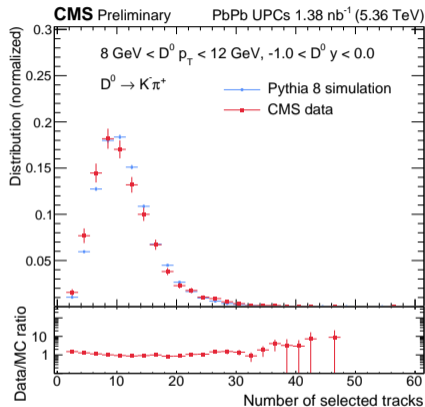 CMS Preliminary PbPb UPCs 1.38 nb⁻¹ (5.36 TeV)
0.3
8 GeV < D⁰ p_T < 12 GeV, -1.0 < D⁰ y < 0.0
0.25
D⁰ → K⁻π⁺
Pythia 8 simulation
CMS data
0.2
0.15
0.1
0.05
Distribution (normalized)
10
1
Data/MC ratio
0 10 20 30 40 50 60
Number of selected tracks